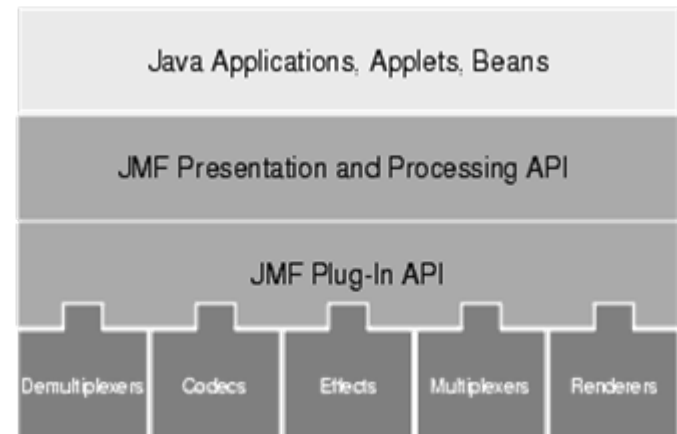 Java Applications, Applets, Beans
JMF Presentation and Processing API
JMF Plug-In API
Demultiplexers
Codecs
Effects
Multiplexers
Renderers